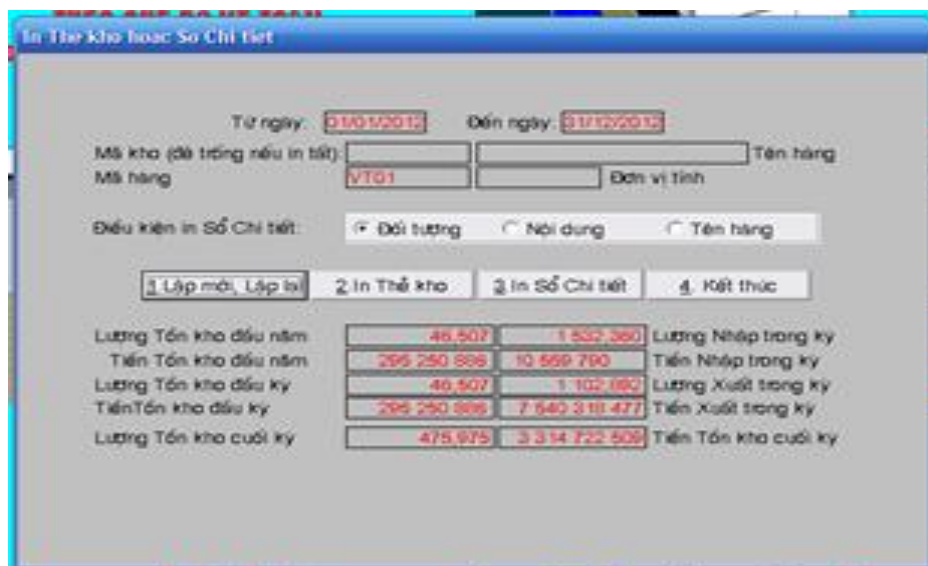 In The kho hoac So Chi tiet
Từ ngày: 01/01/2012 Đến ngày: 31/12/2012
Mã kho (để trống nếu in tất): Tên hàng
Mã hàng VT01 Đơn vị tính
Điều kiện in Sổ Chi tiết: Đối tượng Nội dung Tên hàng
1 Lập mới, Lập lại 2 In Thẻ kho 3 In Sổ Chi tiết 4. Kết thúc
Lượng Tồn kho đầu năm 46,507 1 532,360 Lượng Nhập trong kỳ
Tiền Tồn kho đầu năm 295 250 886 10 559 790 Tiền Nhập trong kỳ
Lượng Tồn kho đầu kỳ 46,507 1 102,892 Lượng Xuất trong kỳ
TiềnTồn kho đầu kỳ 295 250 886 7 540 318 477 Tiền Xuất trong kỳ
Lượng Tồn kho cuối kỳ 475,975 3 314 722 509 Tiền Tồn kho cuối kỳ